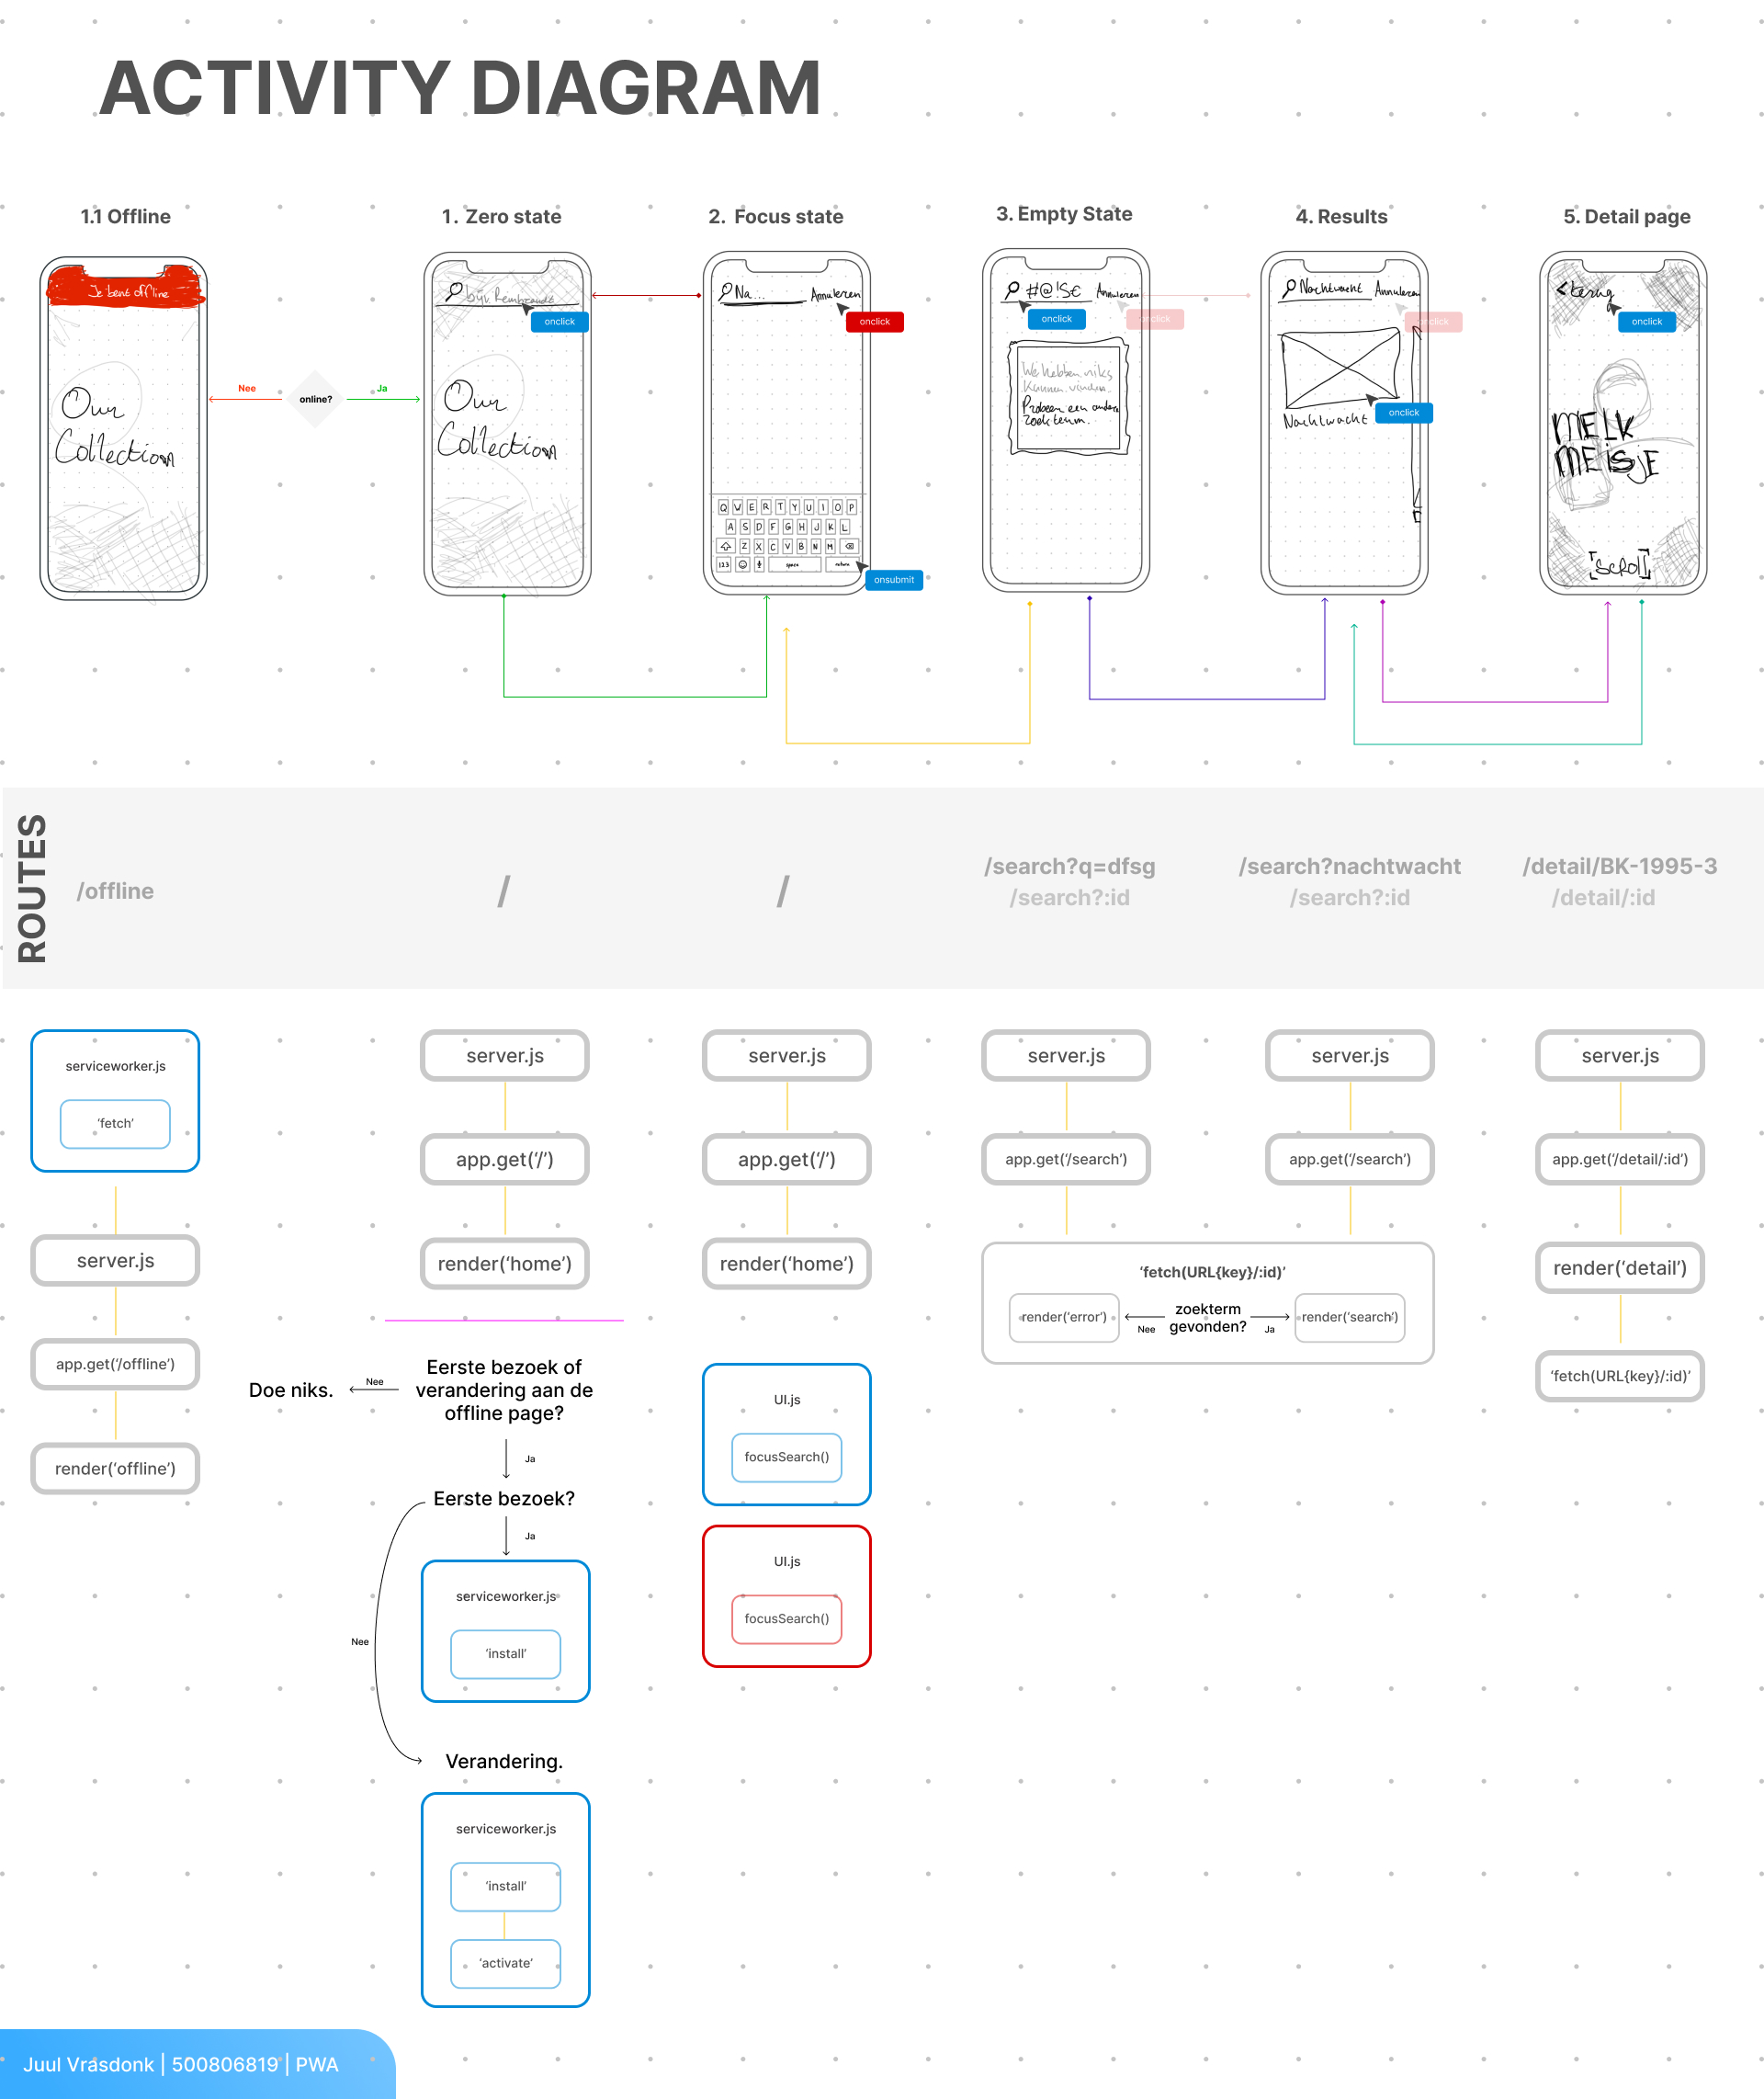 ACTIVITY DIAGRAM
1.1 Offline
1. Zero state
2. Focus state
3. Empty State
4. Results
5. Detail page
Je bent offline
Our
Collection
Nee
online?
Ja
bijv. Rembrandt
onclick
Our
Collection
Na...
Annuleren
onclick
Q W E R T Y U I O P
A S D F G H J K L
Z X C V B N M
123 space return
onsubmit
#@!S€
Annuleren
onclick
onclick
We hebben niks
kunnen vinden.
Probeer een andere
zoekterm.
Nachtwacht
Annuleren
onclick
onclick
Nachtwacht
<terug
onclick
MELK
MEISJE
[scroll]
ROUTES
/offline
/
/
/search?q=dfsg
/search?:id
/search?nachtwacht
/search?:id
/detail/BK-1995-3
/detail/:id
serviceworker.js
‘fetch’
server.js
app.get(‘/offline’)
render(‘offline’)
server.js
app.get(‘/’)
render(‘home’)
Eerste bezoek of
verandering aan de
offline page?
Nee
Doe niks.
Ja
Eerste bezoek?
Ja
Nee
serviceworker.js
‘install’
Verandering.
serviceworker.js
‘install’
‘activate’
server.js
app.get(‘/’)
render(‘home’)
UI.js
focusSearch()
UI.js
focusSearch()
server.js
app.get(‘/search’)
server.js
app.get(‘/search’)
‘fetch(URL{key}/:id)’
render(‘error’)
Nee
zoekterm
gevonden?
Ja
render(‘search’)
server.js
app.get(‘/detail/:id’)
render(‘detail’)
‘fetch(URL{key}/:id)’
Juul Vrasdonk | 500806819 | PWA